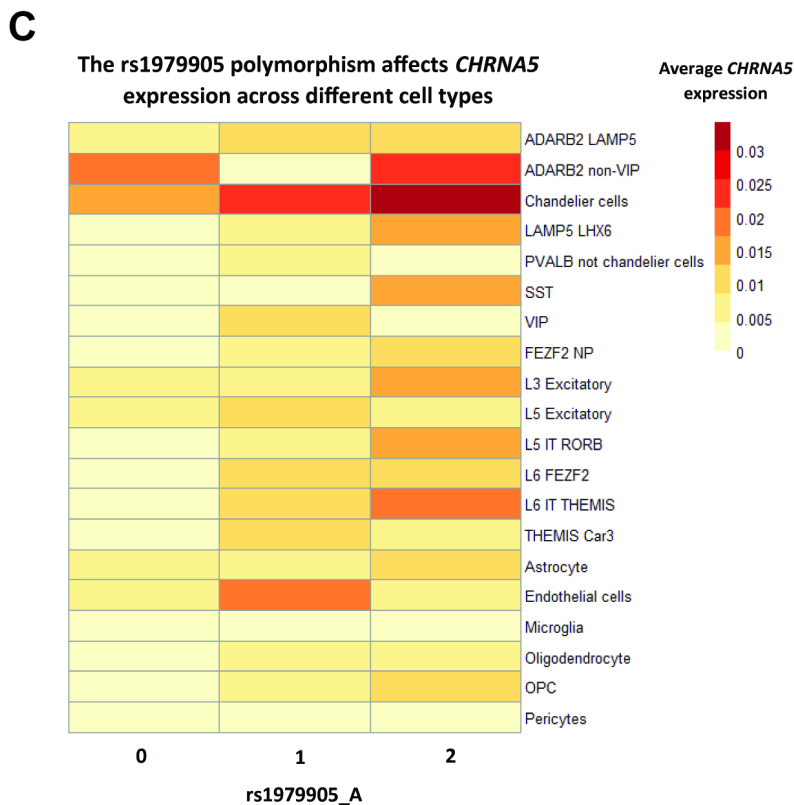 C
The rs1979905 polymorphism affects CHRNA5
expression across different cell types
Average CHRNA5
expression
ADARB2 LAMP5
ADARB2 non-VIP
Chandelier cells
LAMP5 LHX6
PVALB not chandelier cells
SST
VIP
FEZF2 NP
L3 Excitatory
L5 Excitatory
L5 IT RORB
L6 FEZF2
L6 IT THEMIS
THEMIS Car3
Astrocyte
Endothelial cells
Microglia
Oligodendrocyte
OPC
Pericytes
0.03
0.025
0.02
0.015
0.01
0.005
0
0 1 2
rs1979905_A